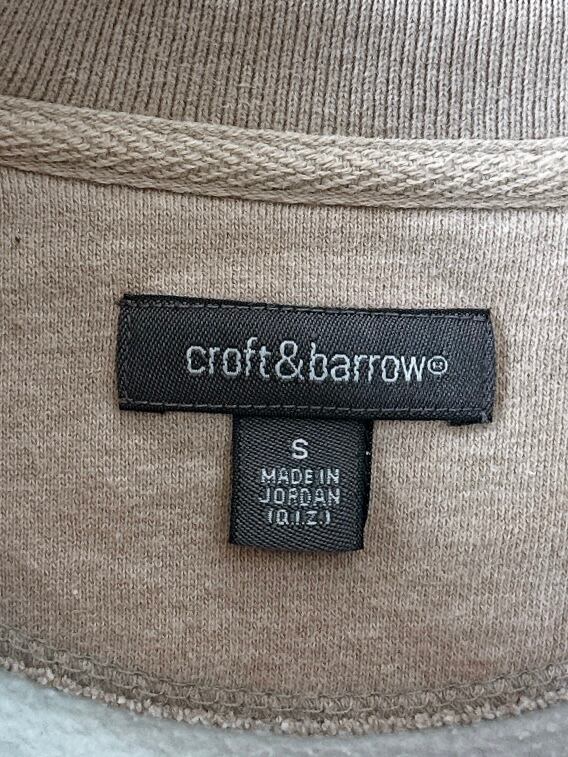 croft&barrow®
S
MADE IN
JORDAN
(Q.I.Z.)